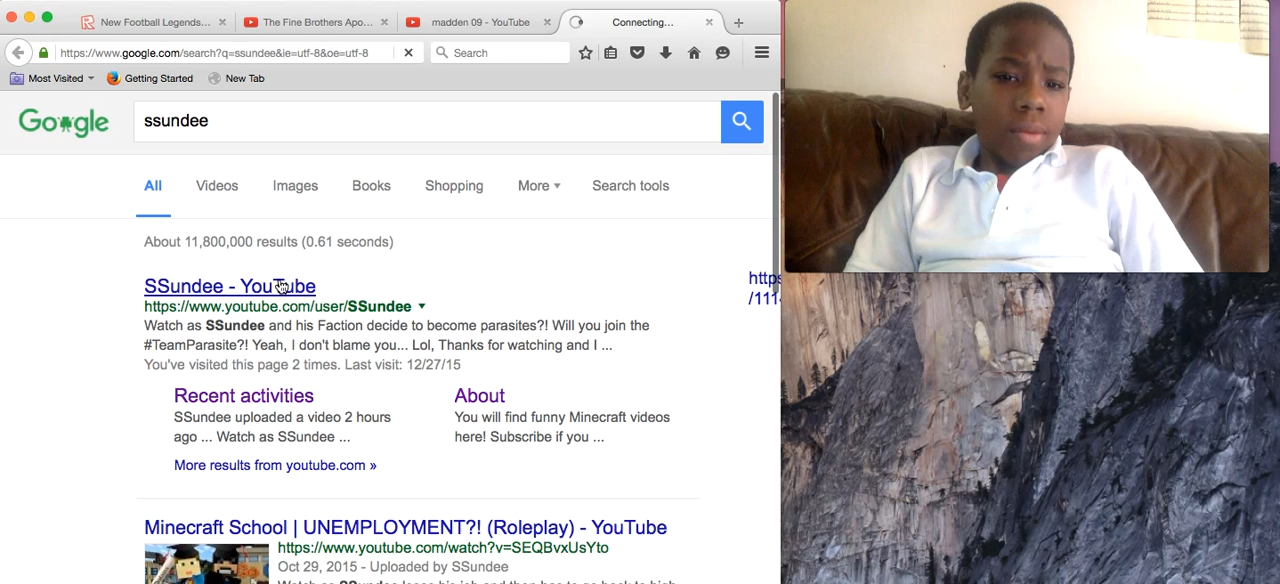 New Football Legends...
The Fine Brothers Apo...
madden 09 - YouTube
Connecting...
https://www.google.com/search?q=ssundee&ie=utf-8&oe=utf-8
Search
Most Visited
Getting Started
New Tab
Google
ssundee
All
Videos
Images
Books
Shopping
More
Search tools
About 11,800,000 results (0.61 seconds)
SSundee - YouTube
https://www.youtube.com/user/SSundee
https
/111
Watch as SSundee and his Faction decide to become parasites?! Will you join the
#TeamParasite?! Yeah, I don't blame you... Lol, Thanks for watching and I ...
You've visited this page 2 times. Last visit: 12/27/15
Recent activities
SSundee uploaded a video 2 hours
ago ... Watch as SSundee ...
About
You will find funny Minecraft videos
here! Subscribe if you ...
More results from youtube.com »
Minecraft School | UNEMPLOYMENT?! (Roleplay) - YouTube
https://www.youtube.com/watch?v=SEQBvxUsYto
Oct 29, 2015 - Uploaded by SSundee